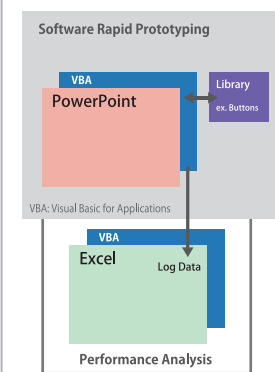 Software Rapid Prototyping
VBA
PowerPoint
Library
ex. Buttons
VBA: Visual Basic for Applications
VBA
Excel
Log Data
Performance Analysis